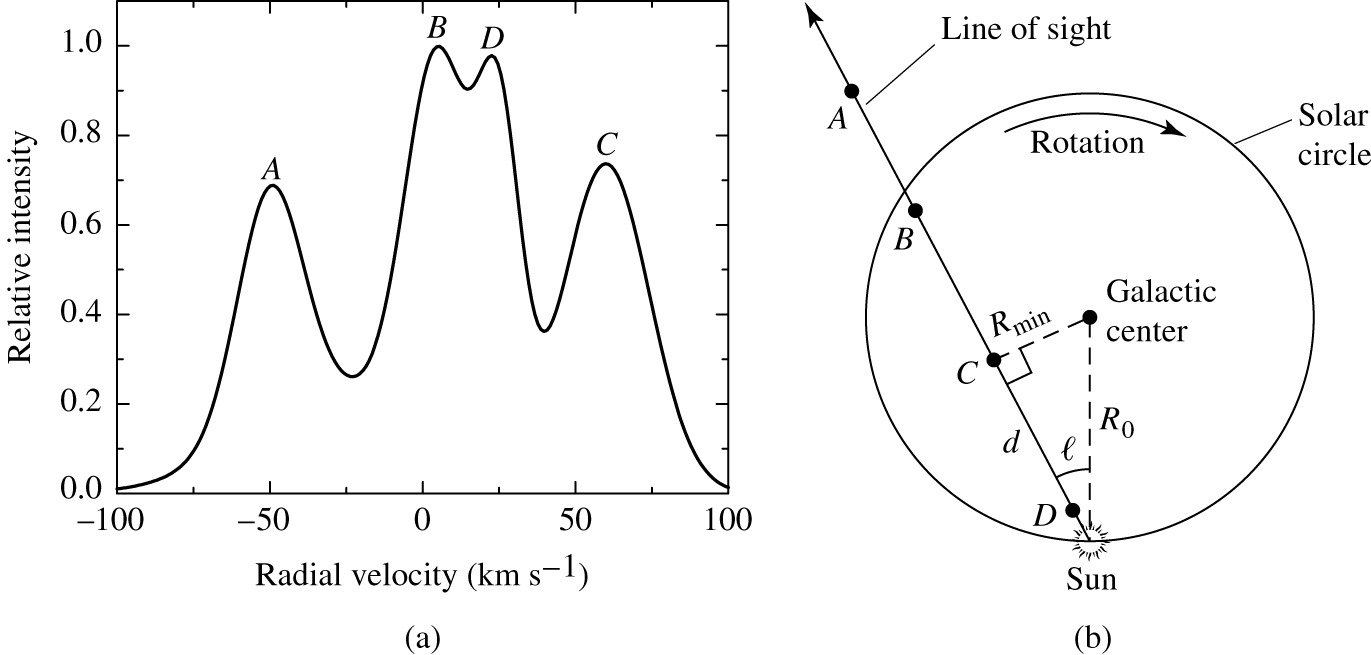 Relative intensity
1.0
0.8
0.6
0.4
0.2
0.0
A
B
D
C
−100
−50
0
50
100
Radial velocity (km s−1)
(a)
Line of sight
A
Rotation
Solar
circle
B
Galactic
center
Rmin
C
R0
d
ℓ
D
Sun
(b)